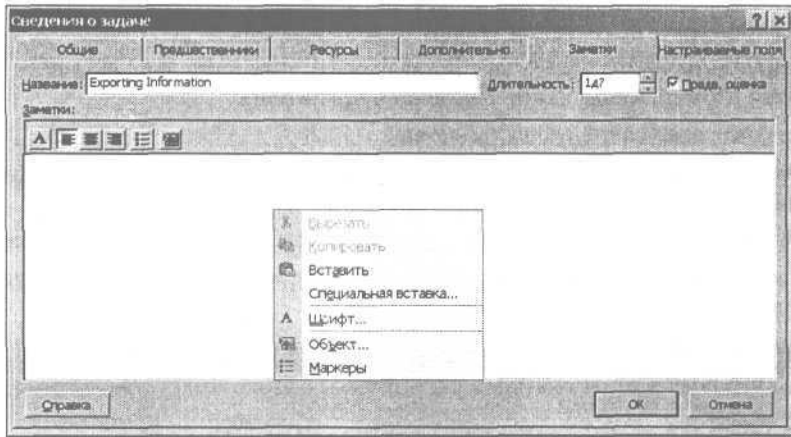 Сведения о задаче
Общие Предшественники Ресурсы Дополнительно Заметки Настраиваемые поля
Название: Exporting Information Длительность: 1д? Предв. оценка
Заметки:
Вырезать
Копировать
Вставить
Специальная вставка...
Шрифт...
Объект...
Маркеры
Справка ОК Отмена